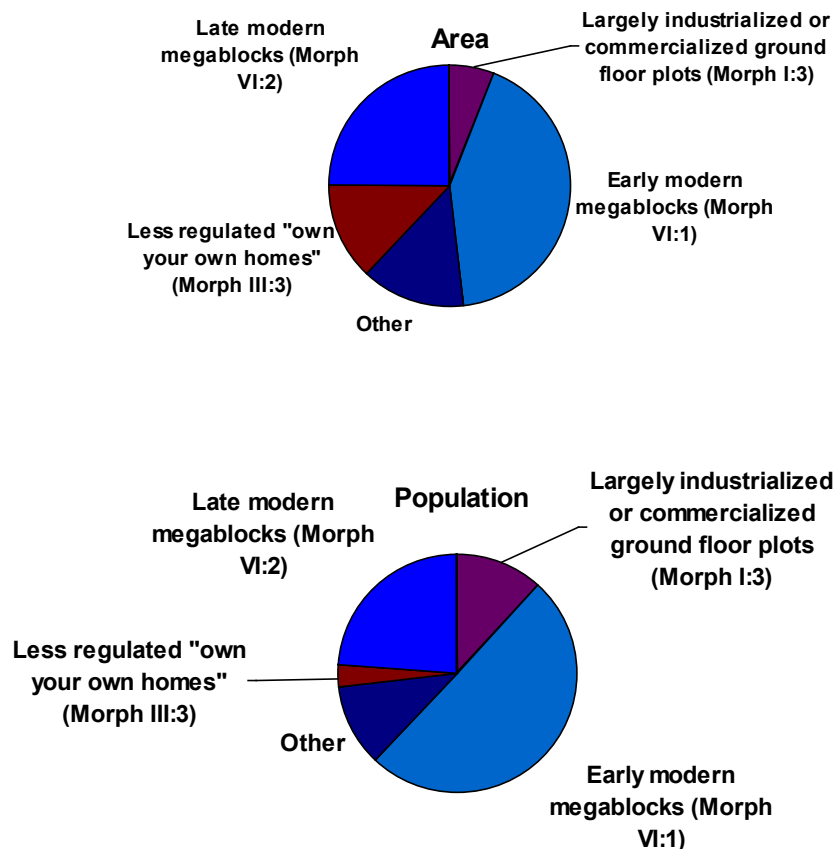 Area
Late modern
megablocks (Morph
VI:2)
Largely industrialized or
commercialized ground
floor plots (Morph I:3)
Early modern
megablocks (Morph
VI:1)
Less regulated "own
your own homes"
(Morph III:3)
Other
Population
Late modern
megablocks (Morph
VI:2)
Largely industrialized
or commercialized
ground floor plots
(Morph I:3)
Less regulated "own
your own homes"
(Morph III:3)
Other
Early modern
megablocks (Morph
VI:1)